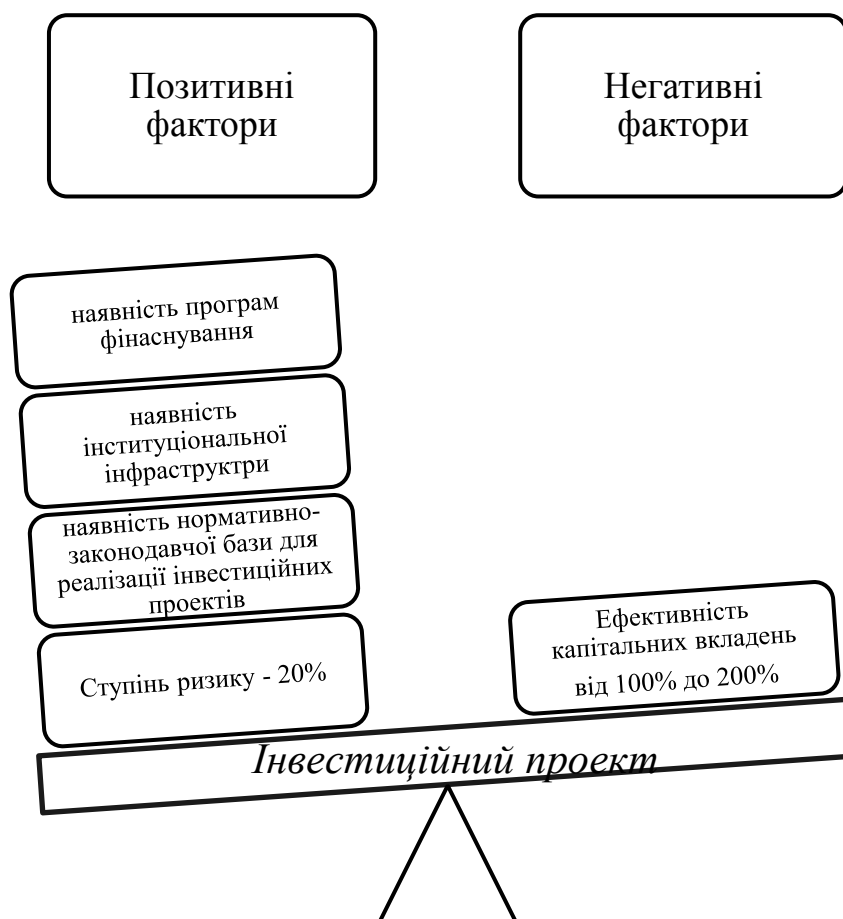 Позитивні
фактори
Негативні
фактори
наявність програм
фінаснування
наявність
інституціональної
інфраструктри
наявність нормативно-
законодавчої бази для
реалізації інвестиційних
проектів
Ступінь ризику - 20%
Ефективність
капітальних вкладень
від 100% до 200%
Інвестиційний проект